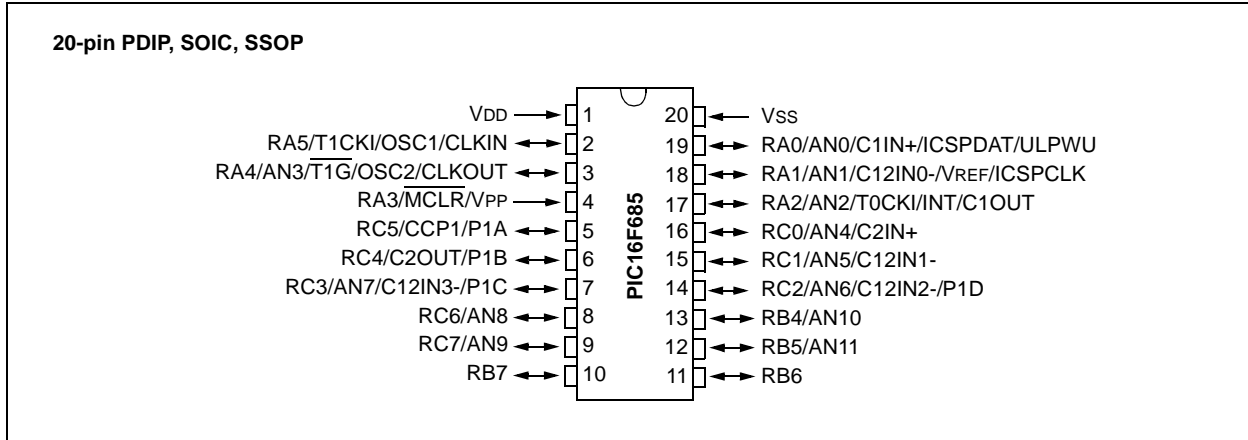 20-pin PDIP, SOIC, SSOP
VDD 1 20 VSS
RA5/T1CKI/OSC1/CLKIN 2 19 RA0/AN0/C1IN+/ICSPDAT/ULPWU
RA4/AN3/T1G/OSC2/CLKOUT 3 18 RA1/AN1/C12IN0-/VREF/ICSPCLK
RA3/MCLR/VPP 4 17 RA2/AN2/T0CKI/INT/C1OUT
RC5/CCP1/P1A 5 16 RC0/AN4/C2IN+
RC4/C2OUT/P1B 6 15 RC1/AN5/C12IN1-
RC3/AN7/C12IN3-/P1C 7 14 RC2/AN6/C12IN2-/P1D
RC6/AN8 8 13 RB4/AN10
RC7/AN9 9 12 RB5/AN11
RB7 10 11 RB6
PIC16F685